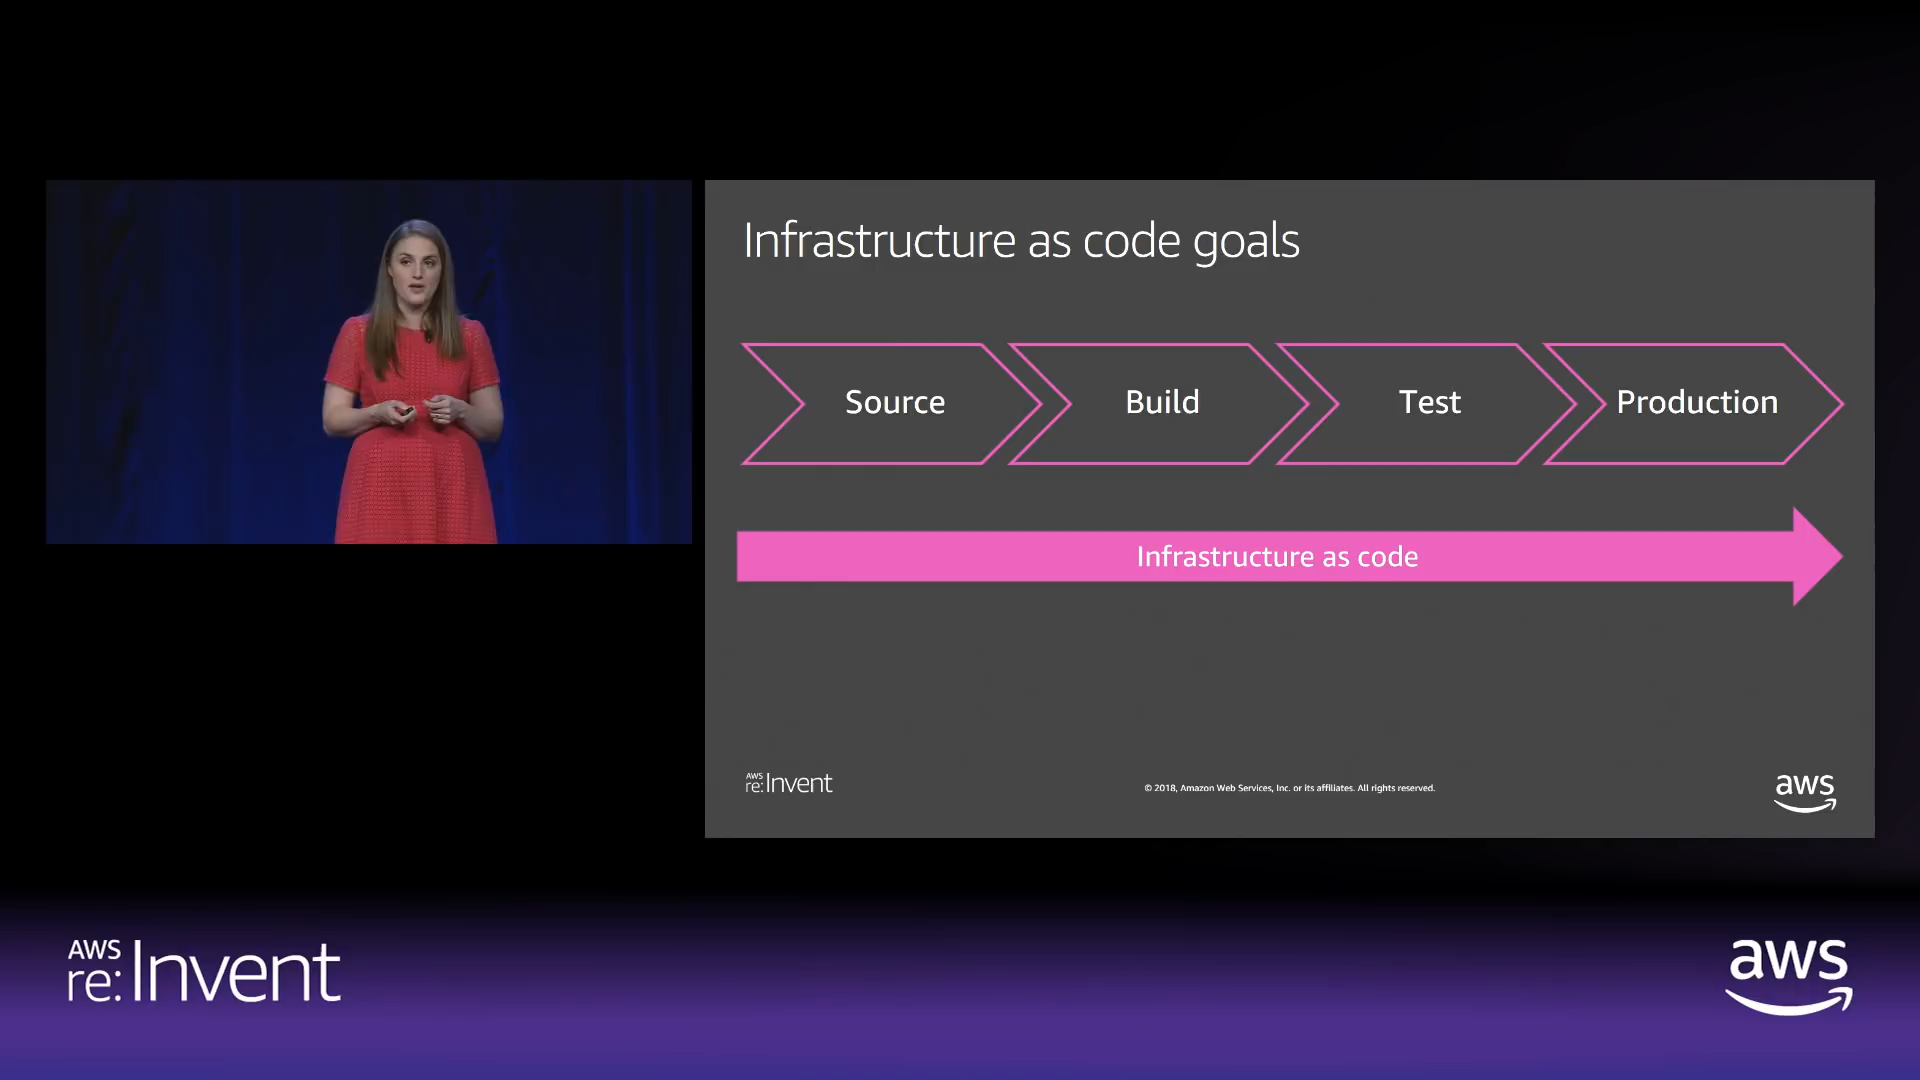 Infrastructure as code goals
Source
Build
Test
Production
Infrastructure as code
AWS
re:Invent
© 2018, Amazon Web Services, Inc. or its affiliates. All rights reserved.
aws
AWS
re:Invent
aws